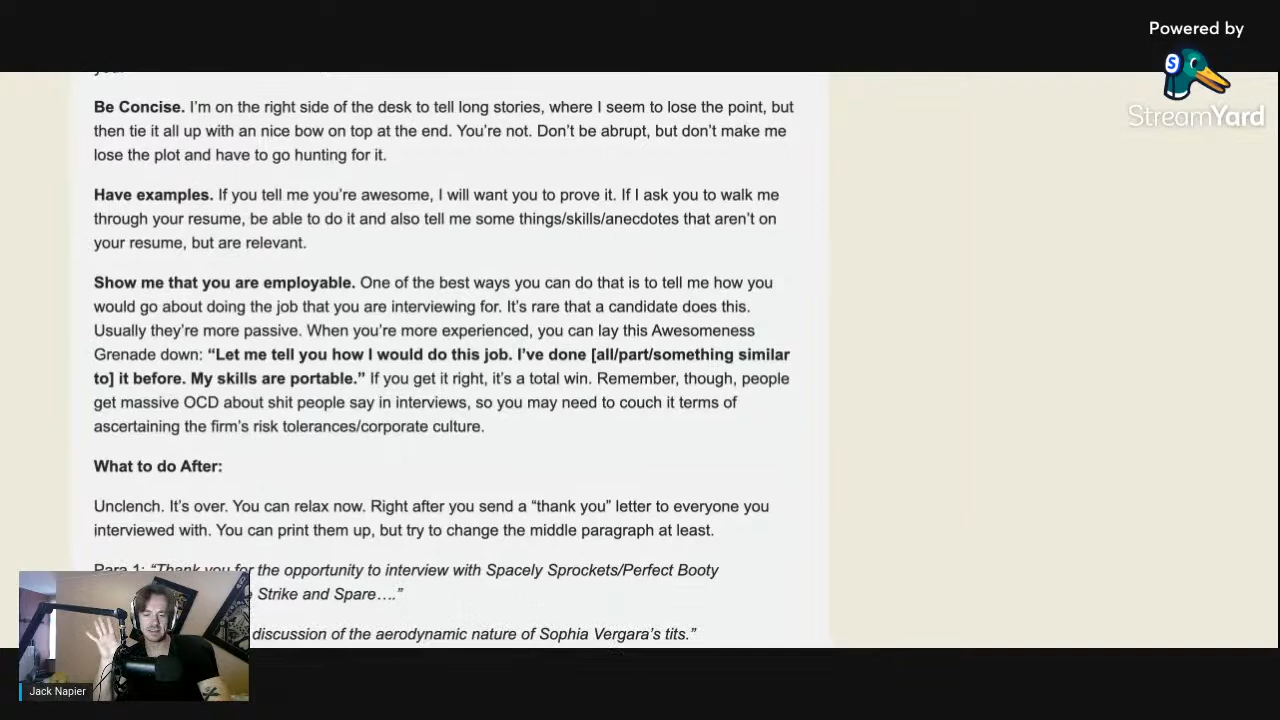 Powered by
StreamYard
Be Concise. I'm on the right side of the desk to tell long stories, where I seem to lose the point, but
then tie it all up with an nice bow on top at the end. You're not. Don't be abrupt, but don't make me
lose the plot and have to go hunting for it.
Have examples. If you tell me you're awesome, I will want you to prove it. If I ask you to walk me
through your resume, be able to do it and also tell me some things/skills/anecdotes that aren't on
your resume, but are relevant.
Show me that you are employable. One of the best ways you can do that is to tell me how you
would go about doing the job that you are interviewing for. It's rare that a candidate does this.
Usually they're more passive. When you're more experienced, you can lay this Awesomeness
Grenade down: “Let me tell you how I would do this job. I've done [all/part/something similar
to] it before. My skills are portable.” If you get it right, it's a total win. Remember, though, people
get massive OCD about shit people say in interviews, so you may need to couch it terms of
ascertaining the firm's risk tolerances/corporate culture.
What to do After:
Unclench. It's over. You can relax now. Right after you send a “thank you” letter to everyone you
interviewed with. You can print them up, but try to change the middle paragraph at least.
Para 1: “Thank you for the opportunity to interview with Spacely Sprockets/Perfect Booty
Strike and Spare….”
discussion of the aerodynamic nature of Sophia Vergara's tits.”
Jack Napier